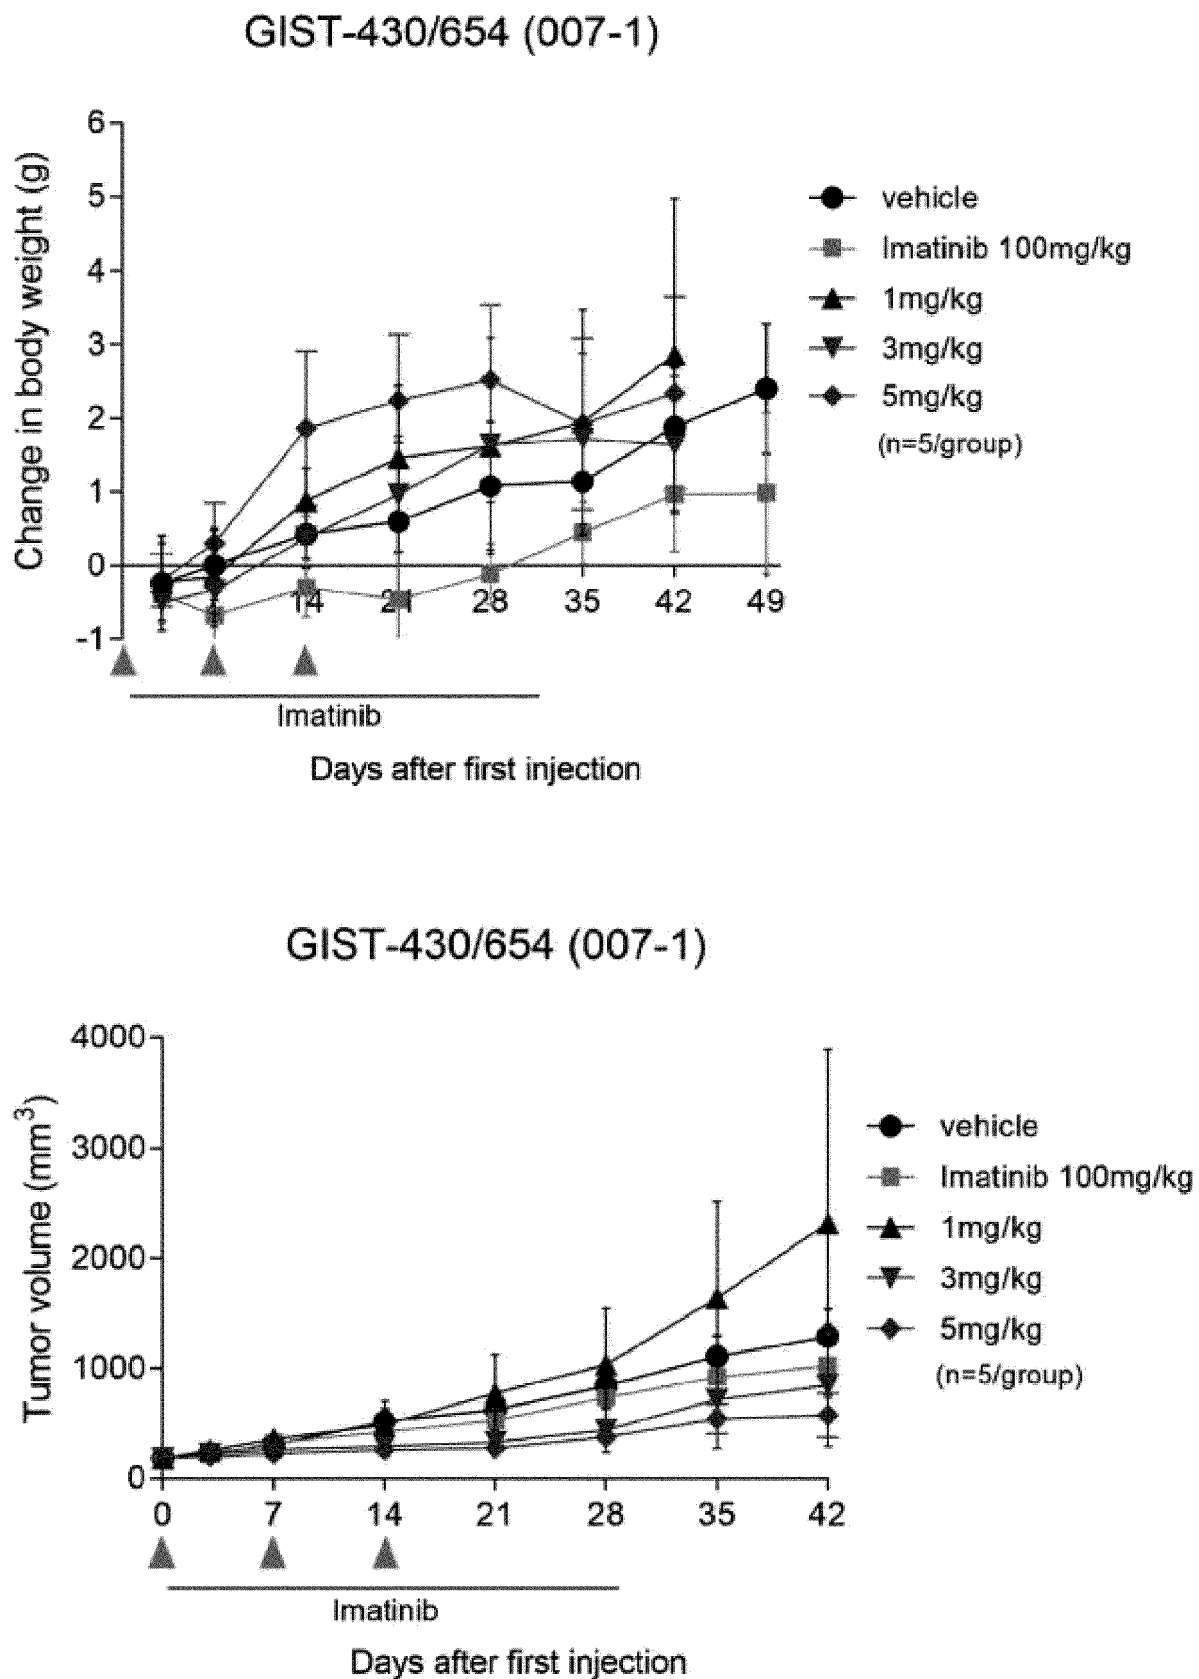 GIST-430/654 (007-1)
Change in body weight (g)
6
5
4
3
2
1
0
-1
14
21
28
35
42
49
vehicle
Imatinib 100mg/kg
1mg/kg
3mg/kg
5mg/kg
(n=5/group)
Imatinib
Days after first injection
GIST-430/654 (007-1)
Tumor volume (mm³)
4000
3000
2000
1000
0
0
7
14
21
28
35
42
vehicle
Imatinib 100mg/kg
1mg/kg
3mg/kg
5mg/kg
(n=5/group)
Imatinib
Days after first injection